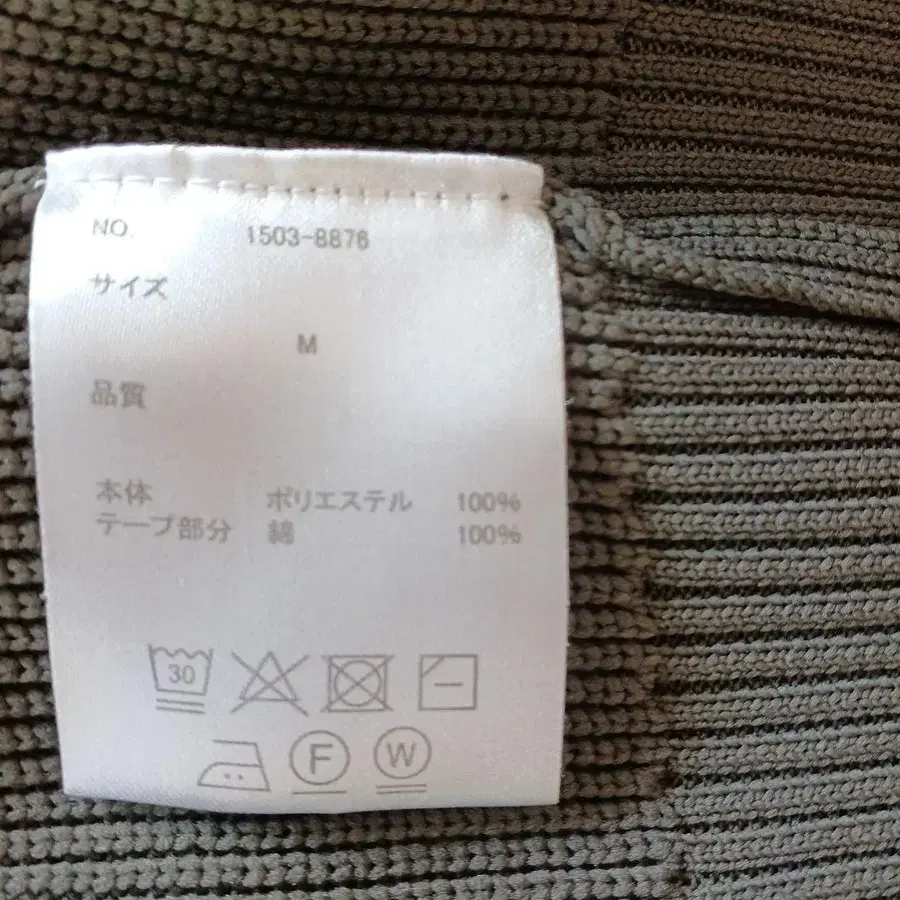 NO. 1503-8876
サイズ
M
品質
本体 ポリエステル 100%
テープ部分 綿 100%
30
F W